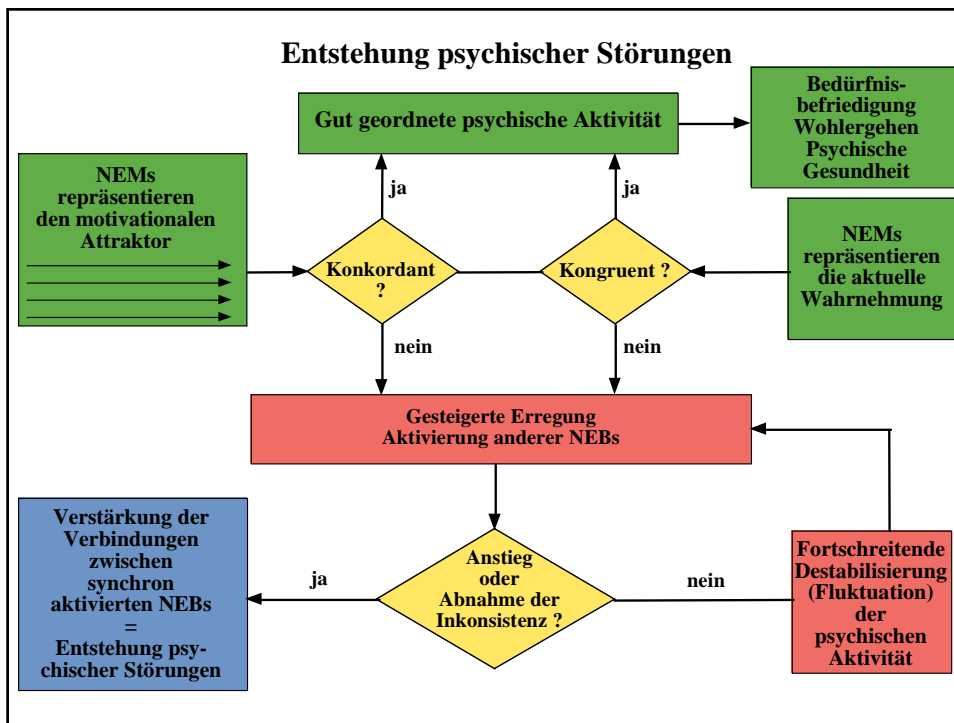 Entstehung psychischer Störungen
Gut geordnete psychische Aktivität
Bedürfnis-
befriedigung
Wohlergehen
Psychische
Gesundheit
NEMs
repräsentieren
den motivationalen
Attraktor
ja
ja
Konkordant
?
Kongruent ?
NEMs
repräsentieren
die aktuelle
Wahrnehmung
nein
nein
Gesteigerte Erregung
Aktivierung anderer NEBs
Verstärkung der
Verbindungen
zwischen
synchron
aktivierten NEBs
=
Entstehung psy-
chischer Störungen
ja
Anstieg
oder
Abnahme der
Inkonsistenz ?
nein
Fortschreitende
Destabilisierung
(Fluktuation)
der
psychischen
Aktivität